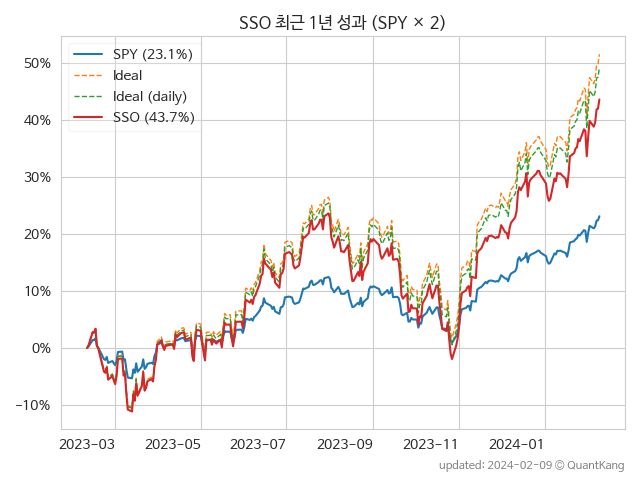 SSO 최근 1년 성과 (SPY × 2)
SPY (23.1%)
Ideal
Ideal (daily)
SSO (43.7%)
50%
40%
30%
20%
10%
0%
−10%
2023-03 2023-05 2023-07 2023-09 2023-11 2024-01
updated: 2024-02-09 © QuantKang